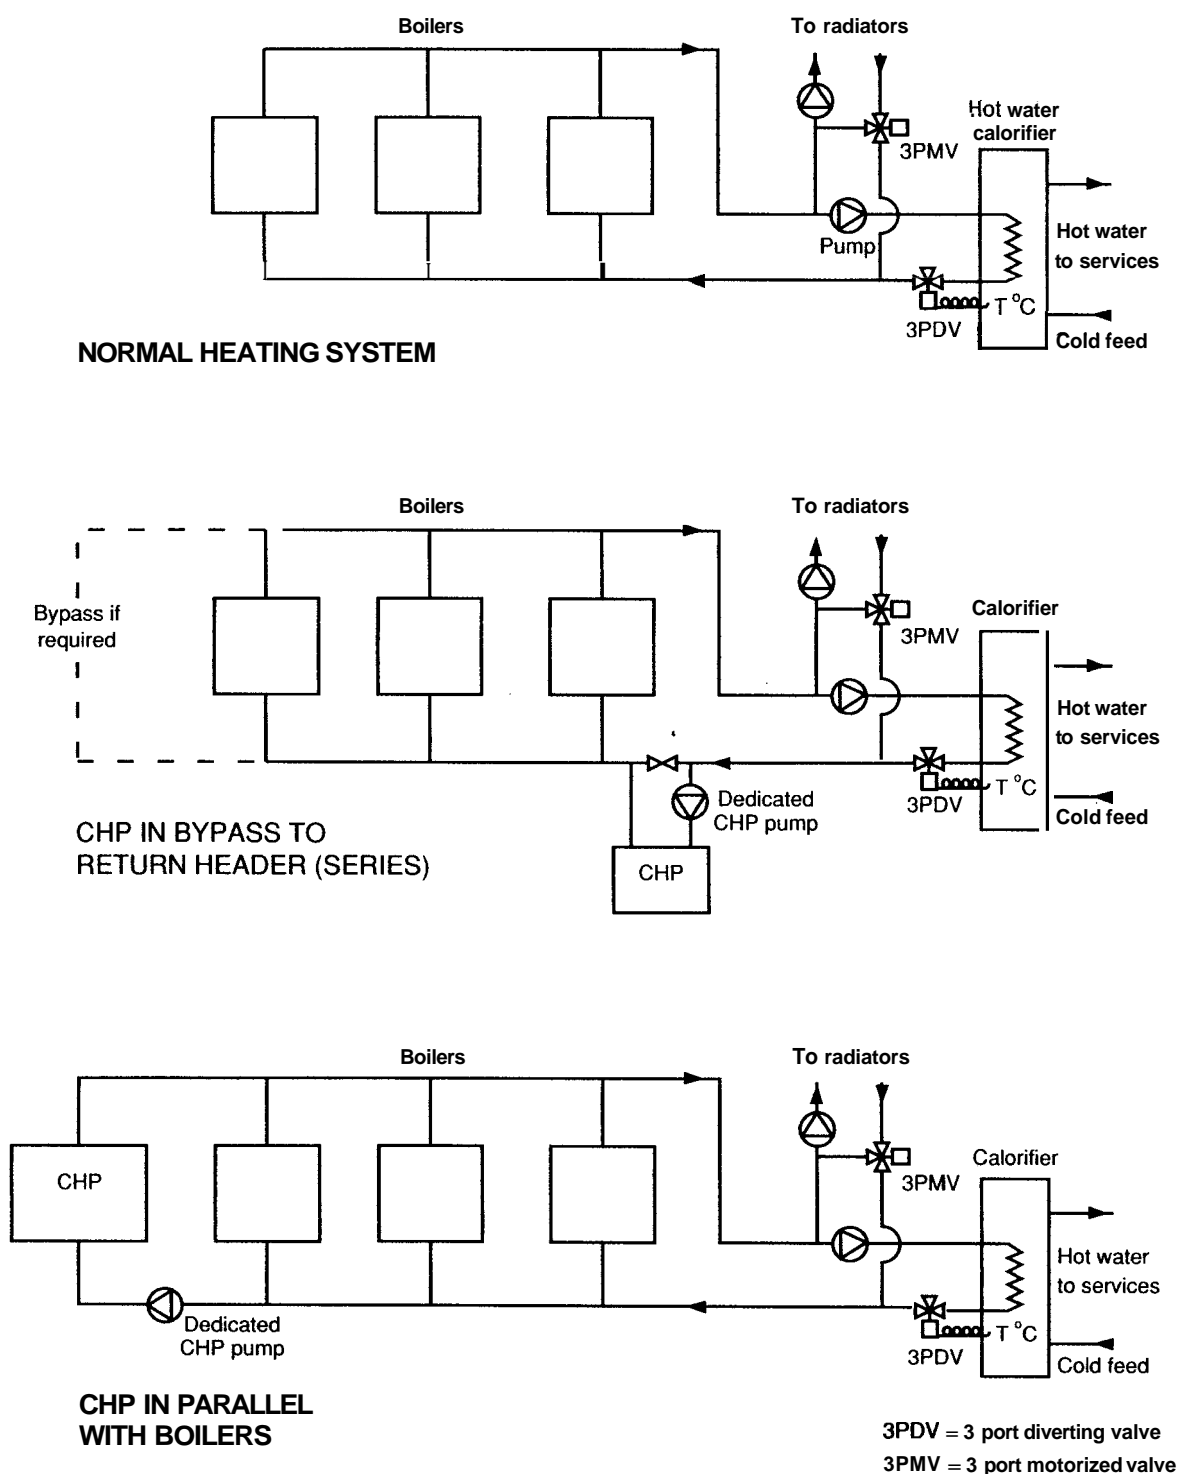 Boilers
To radiators
Hot water
calorifier
3PMV
Pump
Hot water
to services
T °C
3PDV
Cold feed
NORMAL HEATING SYSTEM
Boilers
To radiators
Bypass if
required
3PMV
Calorifier
Hot water
to services
T °C
3PDV
Cold feed
Dedicated
CHP pump
CHP
CHP IN BYPASS TO
RETURN HEADER (SERIES)
Boilers
To radiators
CHP
3PMV
Calorifier
Hot water
to services
T °C
3PDV
Cold feed
Dedicated
CHP pump
CHP IN PARALLEL
WITH BOILERS
3PDV = 3 port diverting valve
3PMV = 3 port motorized valve